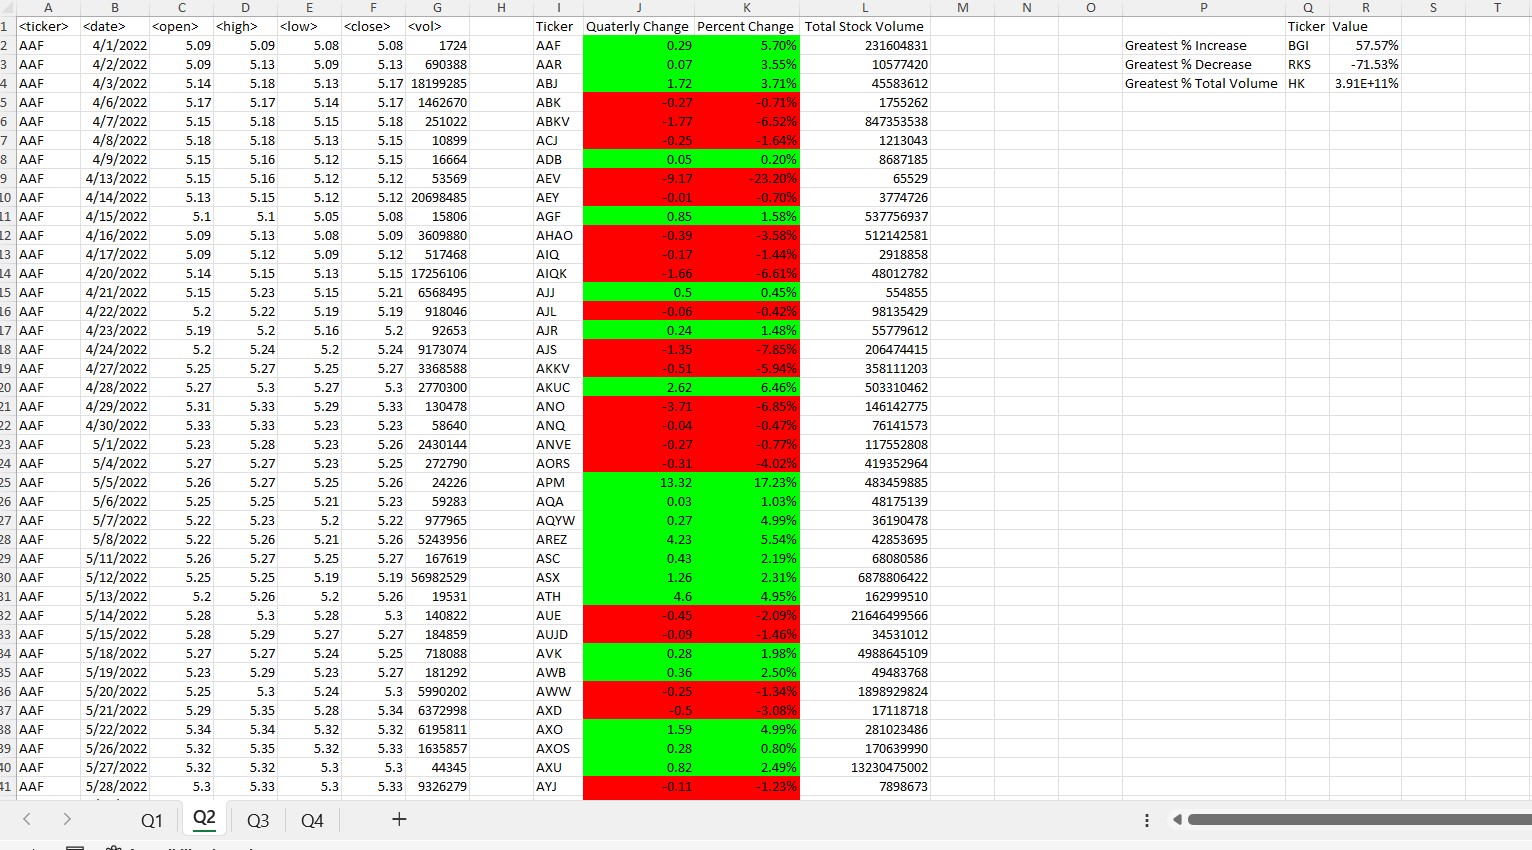 A B C D E F G H I J K L M N O P Q R S T
1 <ticker> <date> <open> <high> <low> <close> <vol> Ticker Quaterly Change Percent Change Total Stock Volume Ticker Value
2 AAF 4/1/2022 5.09 5.09 5.08 5.08 1724 AAF 0.29 5.70% 231604831 Greatest % Increase BGI 57.57%
3 AAF 4/2/2022 5.09 5.13 5.09 5.13 690388 AAR 0.07 3.55% 10577420 Greatest % Decrease RKS -71.53%
4 AAF 4/3/2022 5.14 5.18 5.13 5.17 18199285 ABJ 1.72 3.71% 45583612 Greatest % Total Volume HK 3.91E+11%
5 AAF 4/6/2022 5.17 5.17 5.14 5.17 1462670 ABK -0.27 -0.71% 1755262
6 AAF 4/7/2022 5.15 5.18 5.15 5.18 251022 ABKV -1.77 -6.52% 847353538
7 AAF 4/8/2022 5.18 5.18 5.13 5.15 10899 ACJ -0.25 -1.64% 1213043
8 AAF 4/9/2022 5.15 5.16 5.12 5.15 16664 ADB 0.05 0.20% 8687185
9 AAF 4/13/2022 5.15 5.16 5.12 5.12 53569 AEV -9.17 -23.20% 65529
10 AAF 4/14/2022 5.13 5.15 5.12 5.12 20698485 AEY -0.01 -0.70% 3774726
11 AAF 4/15/2022 5.1 5.1 5.05 5.08 15806 AGF 0.85 1.58% 537756937
12 AAF 4/16/2022 5.09 5.13 5.08 5.09 3609880 AHAO -0.39 -3.58% 512142581
13 AAF 4/17/2022 5.09 5.12 5.09 5.12 517468 AIQ -0.17 -1.44% 2918858
14 AAF 4/20/2022 5.14 5.15 5.13 5.15 17256106 AIQK -1.66 -6.61% 48012782
15 AAF 4/21/2022 5.15 5.23 5.15 5.21 6568495 AJJ 0.5 0.45% 554855
16 AAF 4/22/2022 5.2 5.22 5.19 5.19 918046 AJL -0.06 -0.42% 98135429
17 AAF 4/23/2022 5.19 5.2 5.16 5.2 92653 AJR 0.24 1.48% 55779612
18 AAF 4/24/2022 5.2 5.24 5.2 5.24 9173074 AJS -1.35 -7.85% 206474415
19 AAF 4/27/2022 5.25 5.27 5.25 5.27 3368588 AKKV -0.51 -5.94% 358111203
20 AAF 4/28/2022 5.27 5.3 5.27 5.3 2770300 AKUC 2.62 6.46% 503310462
21 AAF 4/29/2022 5.31 5.33 5.29 5.33 130478 ANO -3.71 -6.85% 146142775
22 AAF 4/30/2022 5.33 5.33 5.23 5.23 58640 ANQ -0.04 -0.47% 76141573
23 AAF 5/1/2022 5.23 5.28 5.23 5.26 2430144 ANVE -0.27 -0.77% 117552808
24 AAF 5/4/2022 5.27 5.27 5.23 5.25 272790 AORS -0.31 -4.02% 419352964
25 AAF 5/5/2022 5.26 5.27 5.25 5.26 24226 APM 13.32 17.23% 483459885
26 AAF 5/6/2022 5.25 5.25 5.21 5.23 59283 AQA 0.03 1.03% 48175139
27 AAF 5/7/2022 5.22 5.23 5.2 5.22 977965 AQYW 0.27 4.99% 36190478
28 AAF 5/8/2022 5.22 5.26 5.21 5.26 5243956 AREZ 4.23 5.54% 42853695
29 AAF 5/11/2022 5.26 5.27 5.25 5.27 167619 ASC 0.43 2.19% 68080586
30 AAF 5/12/2022 5.25 5.25 5.19 5.19 56982529 ASX 1.26 2.31% 6878806422
31 AAF 5/13/2022 5.2 5.26 5.2 5.26 19531 ATH 4.6 4.95% 162999510
32 AAF 5/14/2022 5.28 5.3 5.28 5.3 140822 AUE -0.45 -2.09% 21646499566
33 AAF 5/15/2022 5.28 5.29 5.27 5.27 184859 AUJD -0.09 -1.46% 34531012
34 AAF 5/18/2022 5.27 5.27 5.24 5.25 718088 AVK 0.28 1.98% 4988645109
35 AAF 5/19/2022 5.23 5.29 5.23 5.27 181292 AWB 0.36 2.50% 49483768
36 AAF 5/20/2022 5.25 5.3 5.24 5.3 5990202 AWW -0.25 -1.34% 1898929824
37 AAF 5/21/2022 5.29 5.35 5.28 5.34 6372998 AXD -0.5 -3.08% 17118718
38 AAF 5/22/2022 5.34 5.34 5.32 5.32 6195811 AXO 1.59 4.99% 281023486
39 AAF 5/26/2022 5.32 5.35 5.32 5.33 1635857 AXOS 0.28 0.80% 170639990
40 AAF 5/27/2022 5.32 5.32 5.3 5.3 44345 AXU 0.82 2.49% 13230475002
41 AAF 5/28/2022 5.3 5.33 5.3 5.33 9326279 AYJ -0.11 -1.23% 7898673
Q1 Q2 Q3 Q4 +